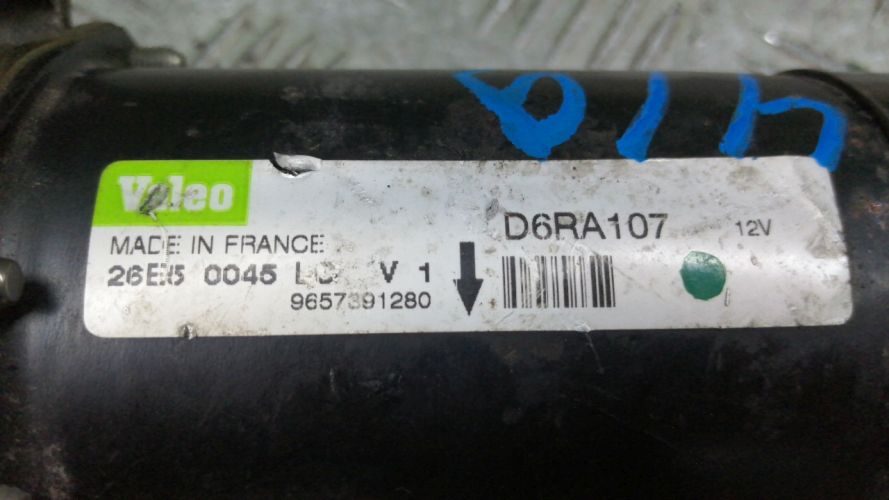 Valeo
D6RA107 12V
MADE IN FRANCE
26E5 0045 V 1
9657391280